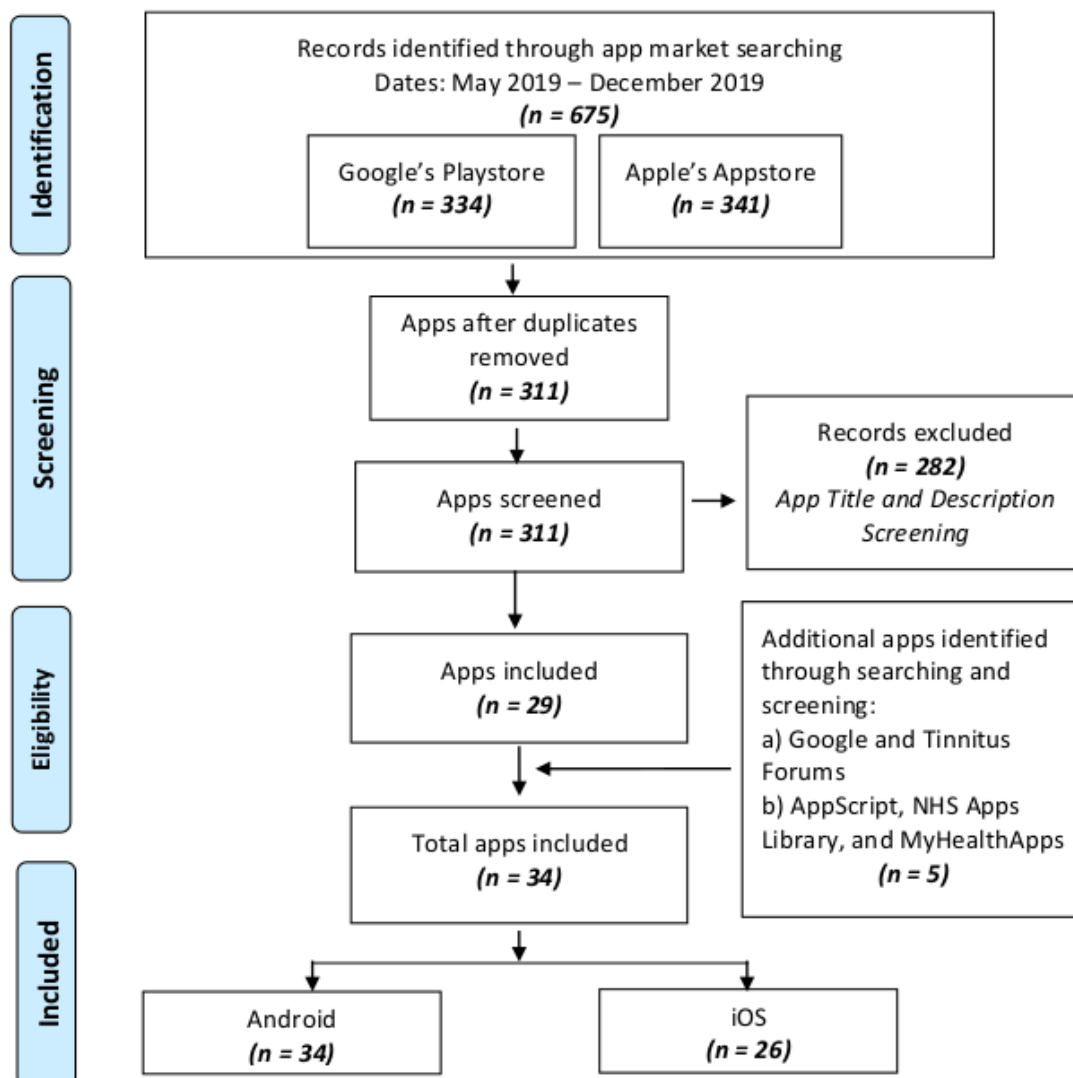 Identification
Records identified through app market searching
Dates: May 2019 – December 2019
(n = 675)
Google's Playstore
(n = 334)
Apple's Appstore
(n = 341)
Screening
Apps after duplicates
removed
(n = 311)
Apps screened
(n = 311)
Records excluded
(n = 282)
App Title and Description
Screening
Eligibility
Apps included
(n = 29)
Additional apps identified
through searching and
screening:
a) Google and Tinnitus
Forums
b) AppScript, NHS Apps
Library, and MyHealthApps
(n = 5)
Total apps included
(n = 34)
Included
Android
(n = 34)
iOS
(n = 26)